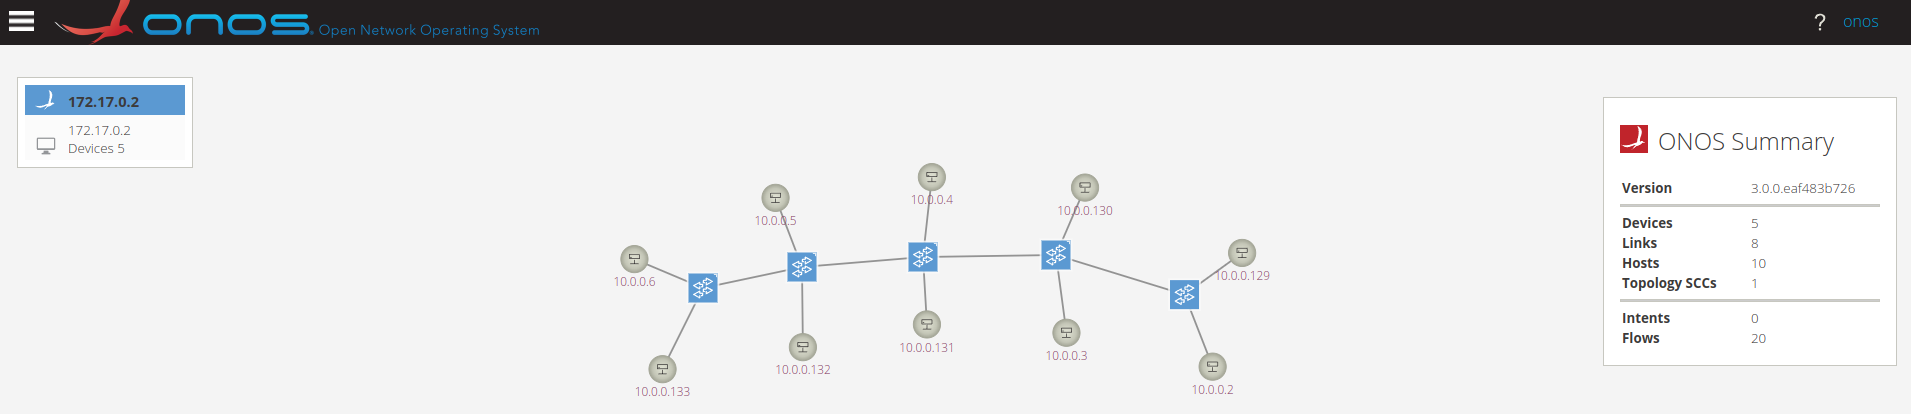 onos Open Network Operating System
? onos
172.17.0.2
172.17.0.2
Devices 5
10.0.0.4
10.0.0.130
10.0.0.5
10.0.0.129
10.0.0.6
10.0.0.131
10.0.0.3
10.0.0.132
10.0.0.2
10.0.0.133
ONOS Summary
Version 3.0.0.eaf483b726
Devices 5
Links 8
Hosts 10
Topology SCCs 1
Intents 0
Flows 20